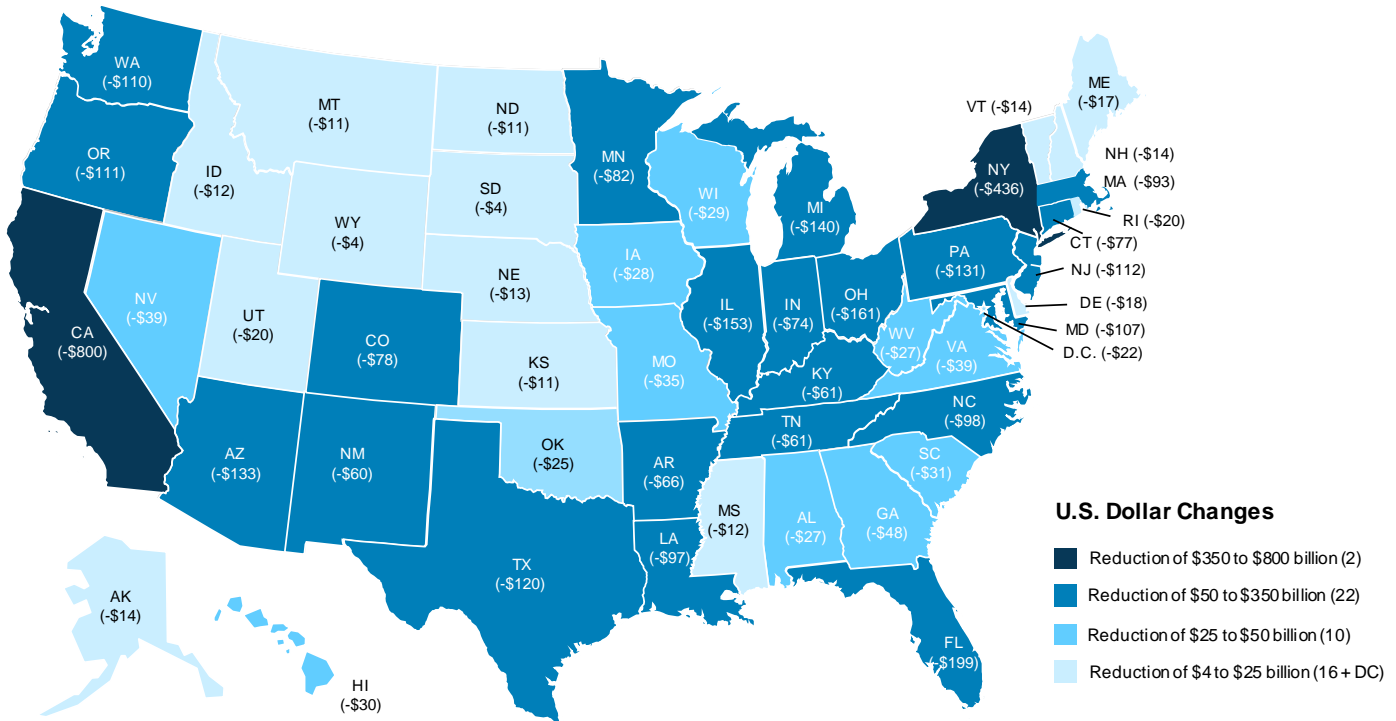 WA
(-$110)
OR
(-$111)
CA
(-$800)
NV
(-$39)
ID
(-$12)
MT
(-$11)
WY
(-$4)
UT
(-$20)
AZ
(-$133)
CO
(-$78)
NM
(-$60)
ND
(-$11)
SD
(-$4)
NE
(-$13)
KS
(-$11)
OK
(-$25)
TX
(-$120)
MN
(-$82)
IA
(-$28)
MO
(-$35)
AR
(-$66)
LA
(-$97)
WI
(-$29)
IL
(-$153)
MI
(-$140)
IN
(-$74)
OH
(-$161)
KY
(-$61)
TN
(-$61)
MS
(-$12)
AL
(-$27)
GA
(-$48)
FL
(-$199)
SC
(-$31)
NC
(-$98)
VA
(-$39)
WV
(-$27)
PA
(-$131)
NY
(-$436)
VT (-$14)
ME
(-$17)
NH (-$14)
MA (-$93)
RI (-$20)
CT (-$77)
NJ (-$112)
DE (-$18)
MD (-$107)
D.C. (-$22)
AK
(-$14)
HI
(-$30)
U.S. Dollar Changes
Reduction of $350 to $800 billion (2)
Reduction of $50 to $350 billion (22)
Reduction of $25 to $50 billion (10)
Reduction of $4 to $25 billion (16 + DC)